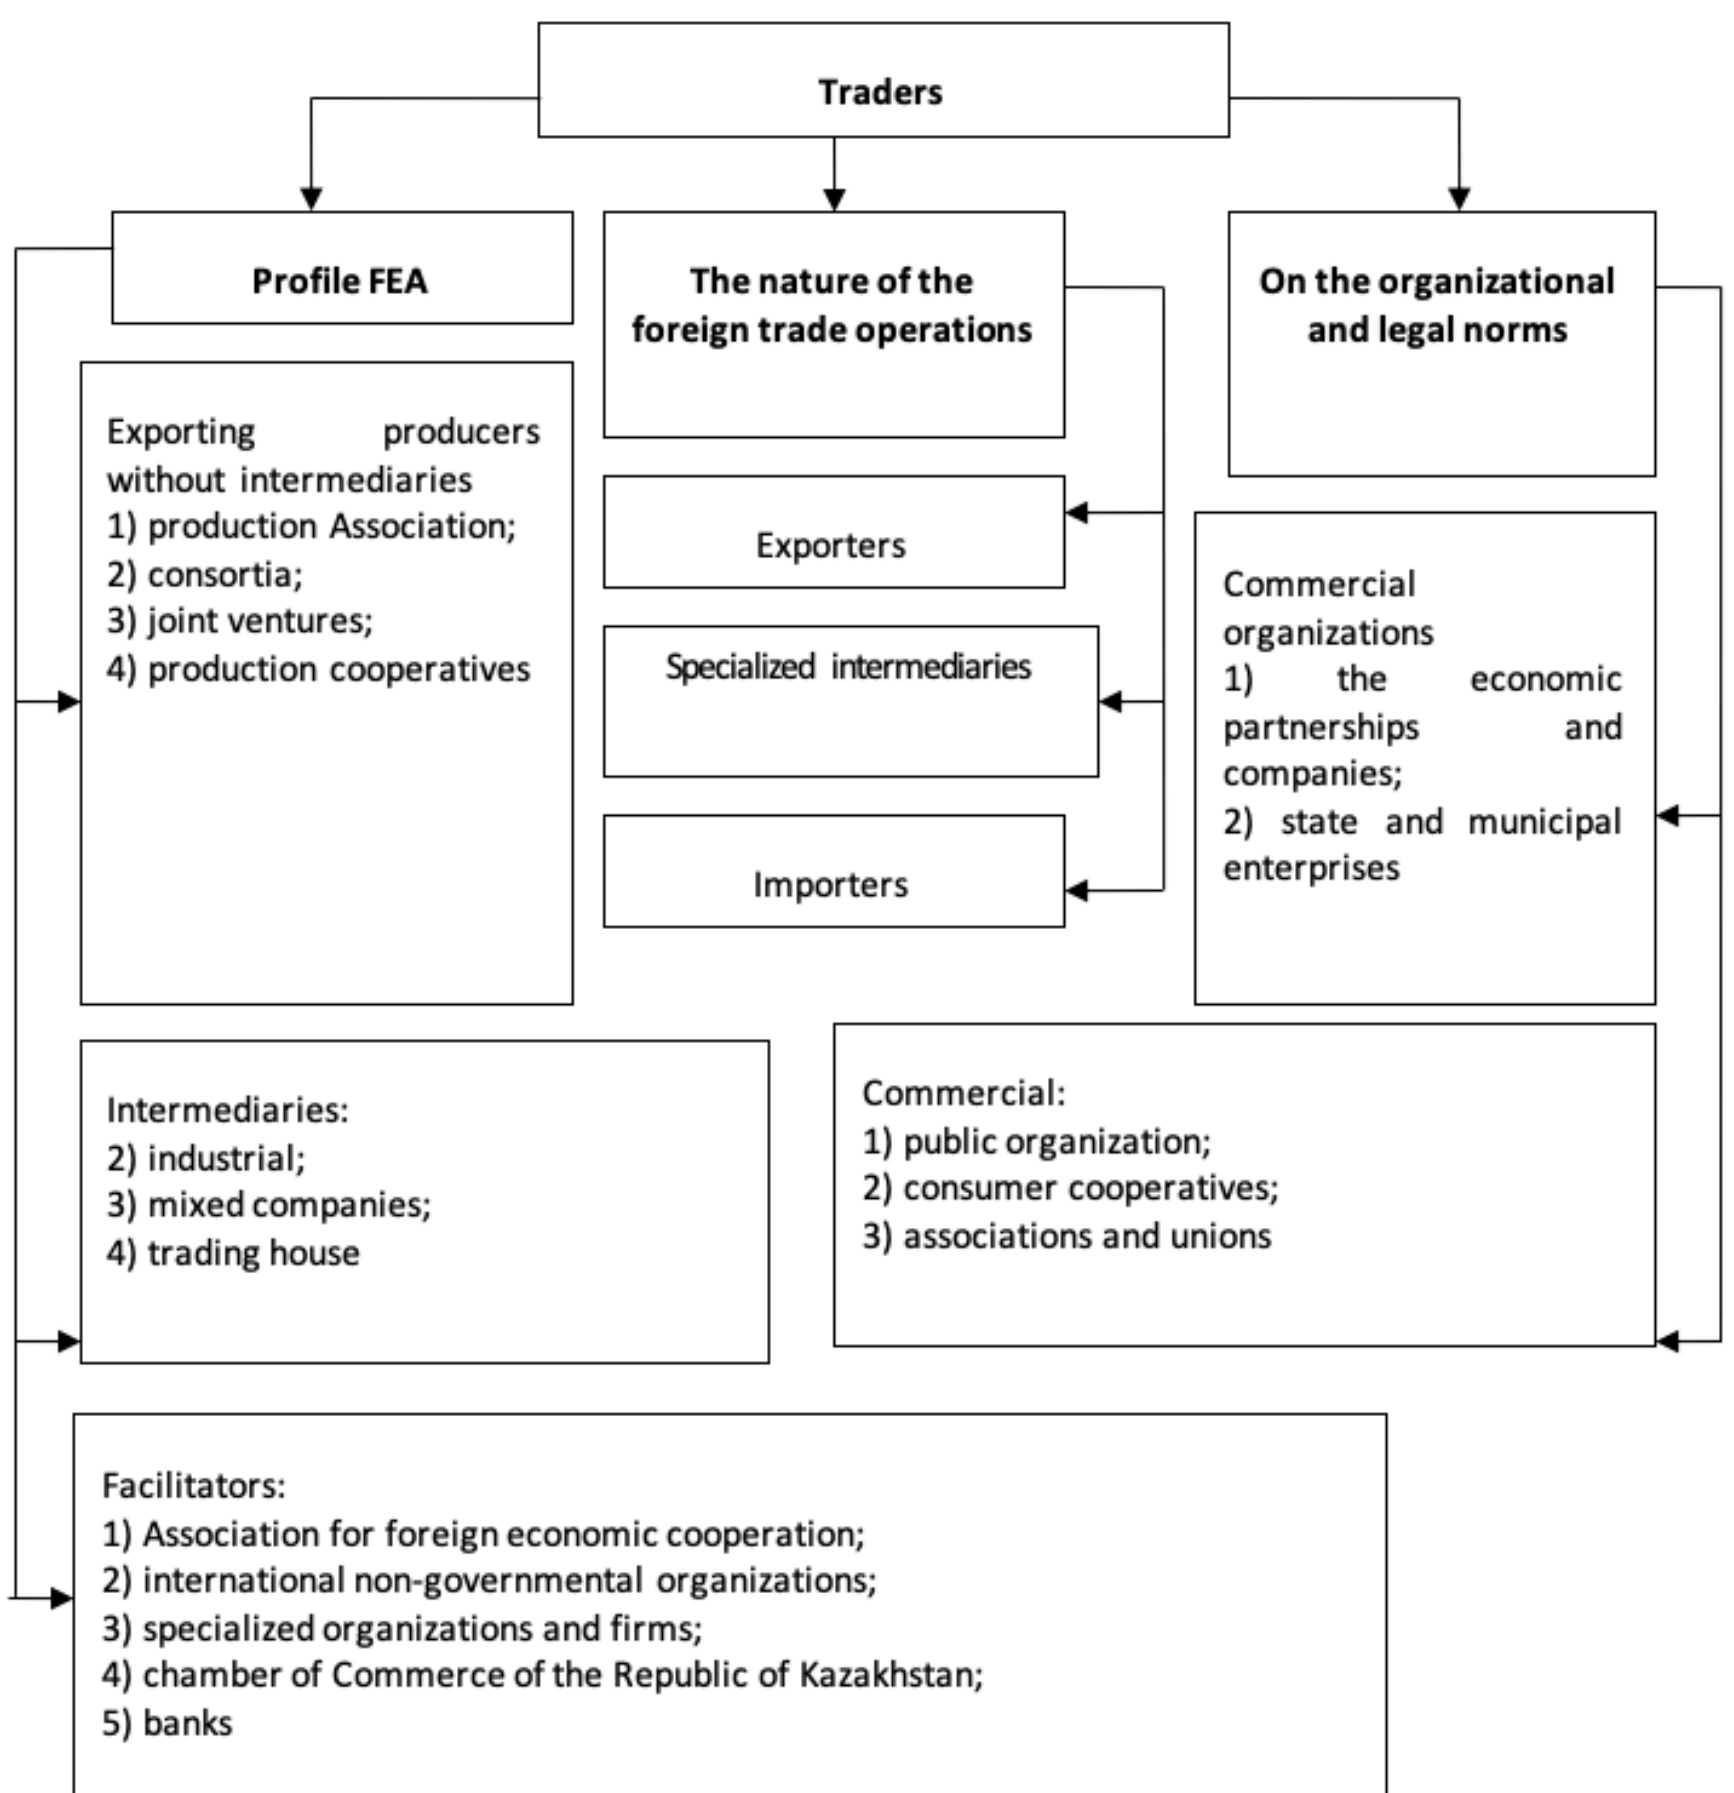 Traders
Profile FEA
The nature of the
foreign trade operations
On the organizational
and legal norms
Exporting producers
without intermediaries
1) production Association;
2) consortia;
3) joint ventures;
4) production cooperatives
Exporters
Specialized intermediaries
Importers
Commercial
organizations
1) the economic
partnerships and
companies;
2) state and municipal
enterprises
Intermediaries:
2) industrial;
3) mixed companies;
4) trading house
Commercial:
1) public organization;
2) consumer cooperatives;
3) associations and unions
Facilitators:
1) Association for foreign economic cooperation;
2) international non-governmental organizations;
3) specialized organizations and firms;
4) chamber of Commerce of the Republic of Kazakhstan;
5) banks